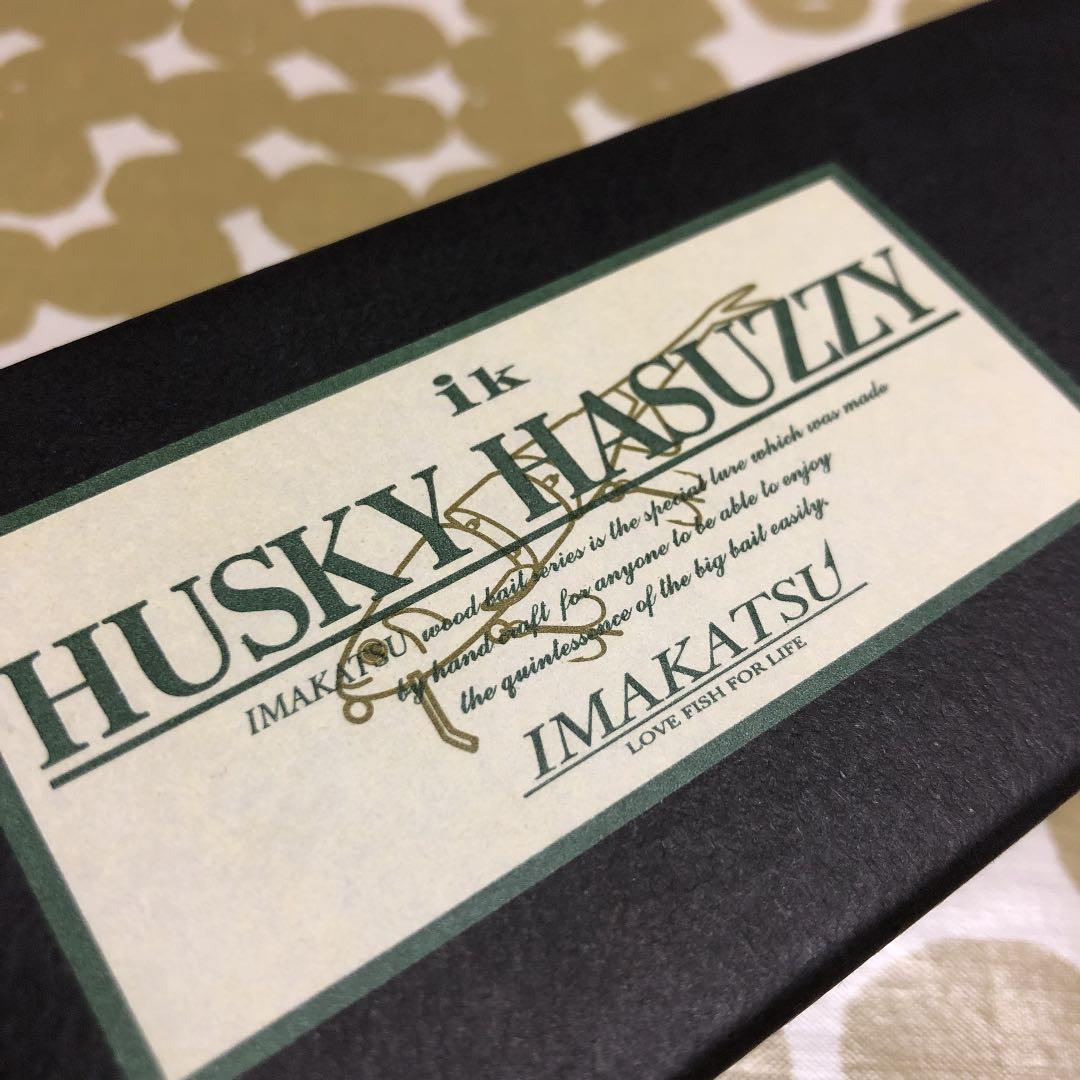 ik
HUSKY HASUZZY
IMAKATSU wood bait series is the special lure which was made
by hand craft for anyone to be able to enjoy
the quintessence of the big bait easily.
IMAKATSU
LOVE FISH FOR LIFE